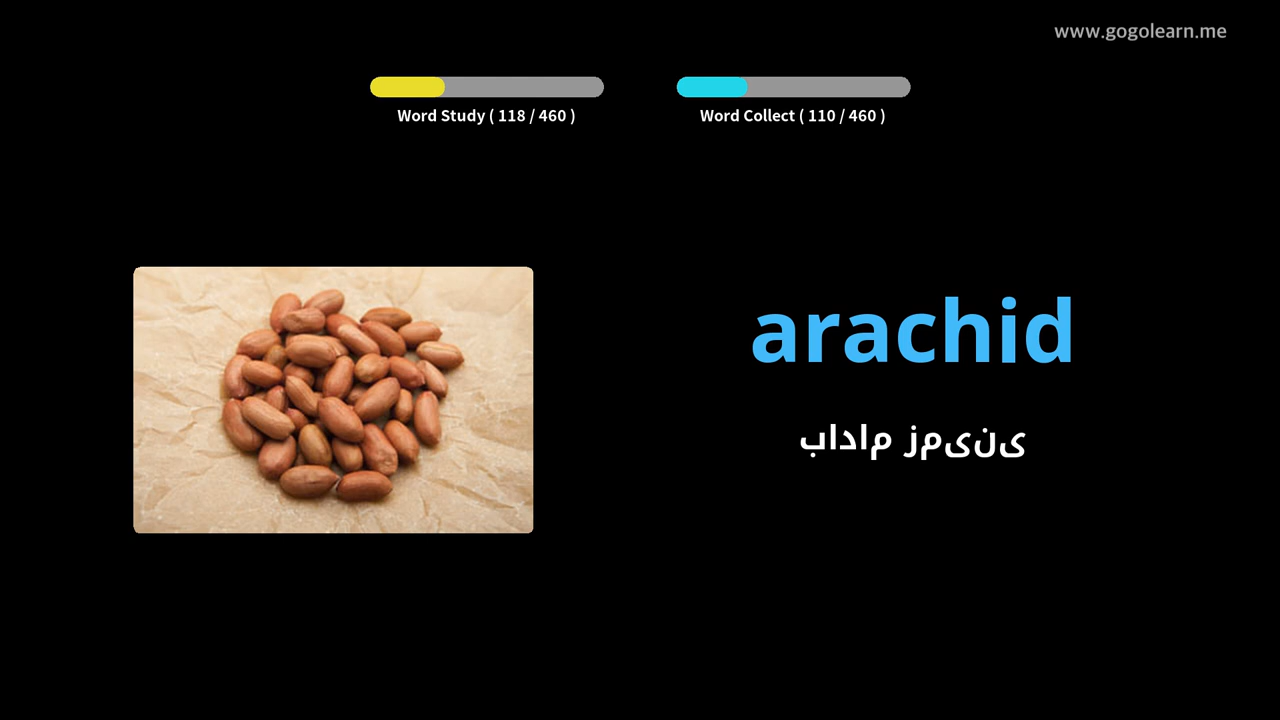 www.gogolearn.me
Word Study ( 118 / 460 )
Word Collect ( 110 / 460 )
arachid
بادام زمینی